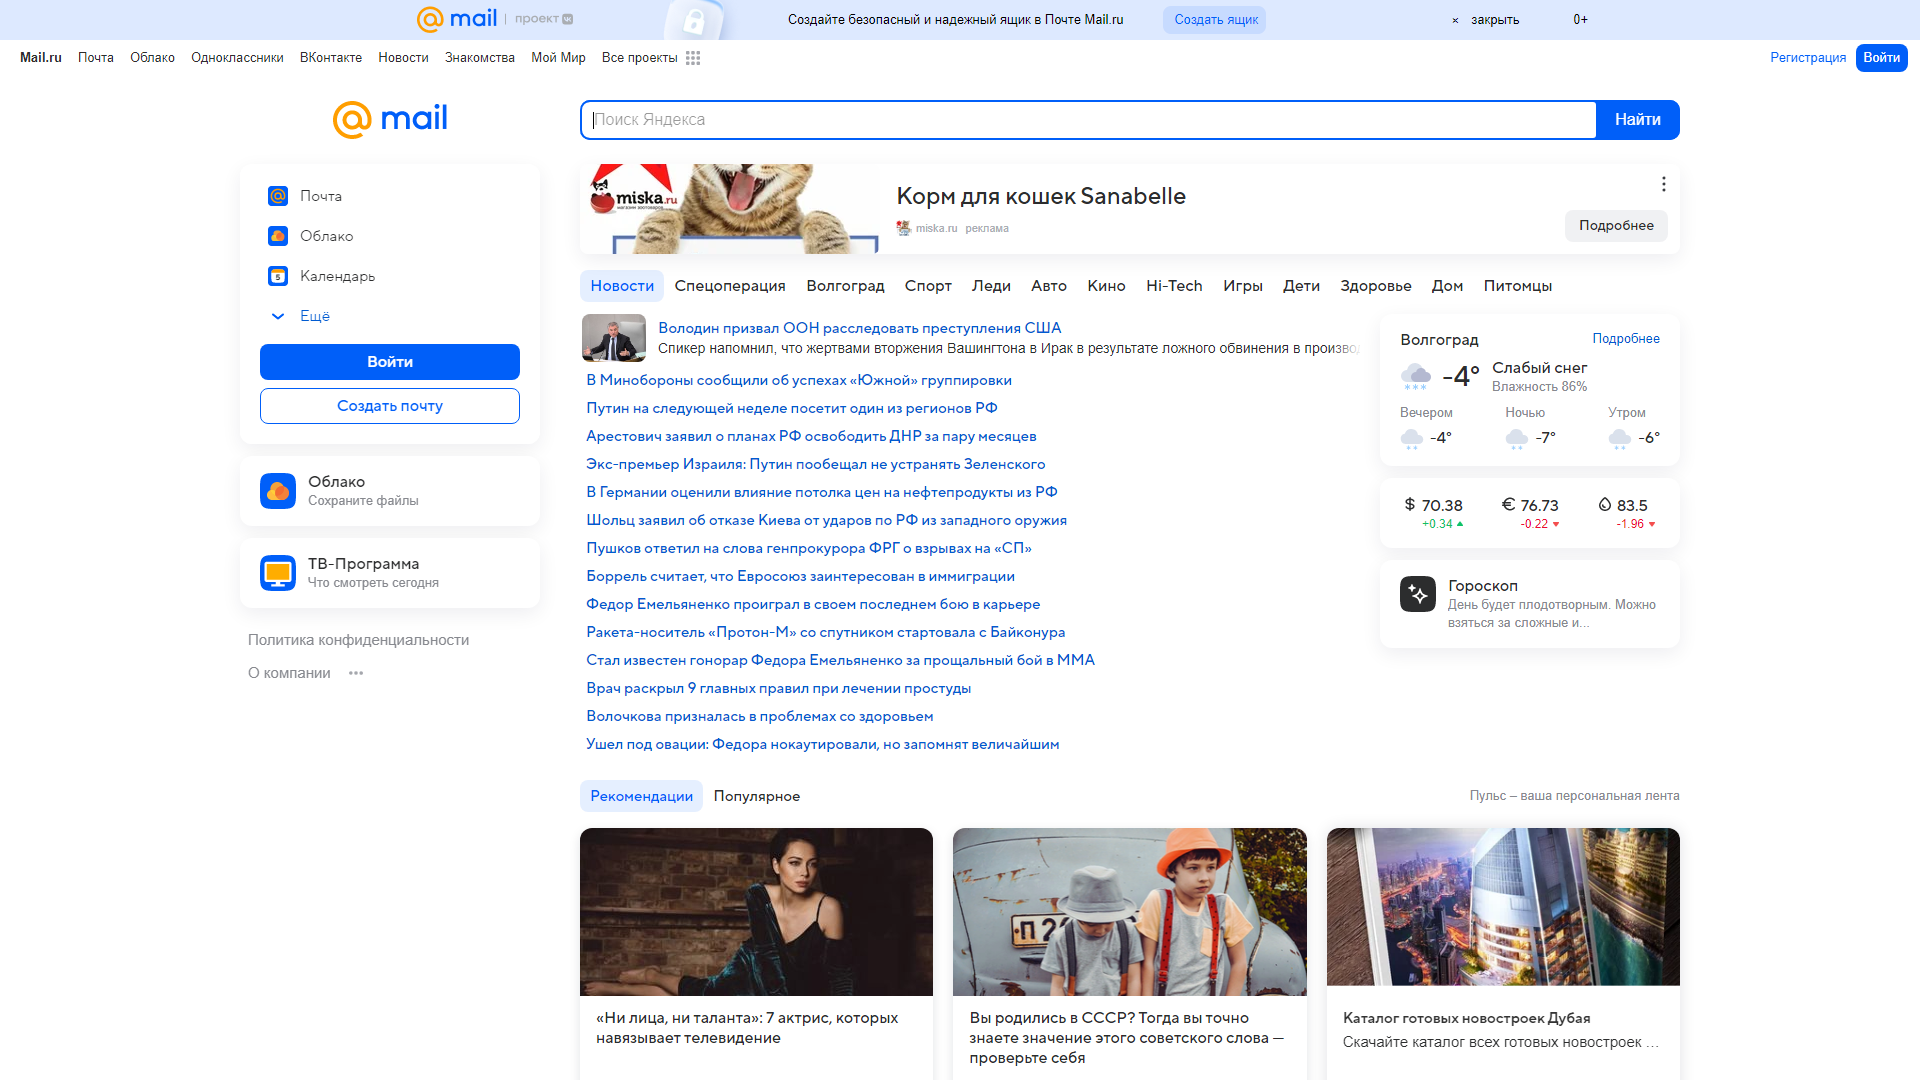 mail | проект
Создайте безопасный и надежный ящик в Почте Mail.ru
Создать ящик
× закрыть
0+
Mail.ru Почта Облако Одноклассники ВКонтакте Новости Знакомства Мой Мир Все проекты
Регистрация
Войти
mail
Поиск Яндекса
Найти
Почта
Облако
Календарь
Ещё
Войти
Создать почту
Облако
Сохраните файлы
ТВ-Программа
Что смотреть сегодня
Политика конфиденциальности
О компании
miska.ru
Корм для кошек Sanabelle
miska.ru реклама
Подробнее
Новости Спецоперация Волгоград Спорт Леди Авто Кино Hi-Tech Игры Дети Здоровье Дом Питомцы
Володин призвал ООН расследовать преступления США
Спикер напомнил, что жертвами вторжения Вашингтона в Ирак в результате ложного обвинения в произво
В Минобороны сообщили об успехах «Южной» группировки
Путин на следующей неделе посетит один из регионов РФ
Арестович заявил о планах РФ освободить ДНР за пару месяцев
Экс-премьер Израиля: Путин пообещал не устранять Зеленского
В Германии оценили влияние потолка цен на нефтепродукты из РФ
Шольц заявил об отказе Киева от ударов по РФ из западного оружия
Пушков ответил на слова генпрокурора ФРГ о взрывах на «СП»
Боррель считает, что Евросоюз заинтересован в иммиграции
Федор Емельяненко проиграл в своем последнем бою в карьере
Ракета-носитель «Протон-М» со спутником стартовала с Байконура
Стал известен гонорар Федора Емельяненко за прощальный бой в MMA
Врач раскрыл 9 главных правил при лечении простуды
Волочкова призналась в проблемах со здоровьем
Ушел под овации: Федора нокаутировали, но запомнят величайшим
Волгоград
Подробнее
-4°
Слабый снег
Влажность 86%
Вечером Ночью Утром
-4° -7° -6°
$ 70.38 € 76.73 83.5
+0.34 -0.22 -1.96
Гороскоп
День будет плодотворным. Можно
взяться за сложные и...
Рекомендации Популярное
Пульс – ваша персональная лента
«Ни лица, ни таланта»: 7 актрис, которых
навязывает телевидение
Вы родились в СССР? Тогда вы точно
знаете значение этого советского слова —
проверьте себя
Каталог готовых новостроек Дубая
Скачайте каталог всех готовых новостроек ...